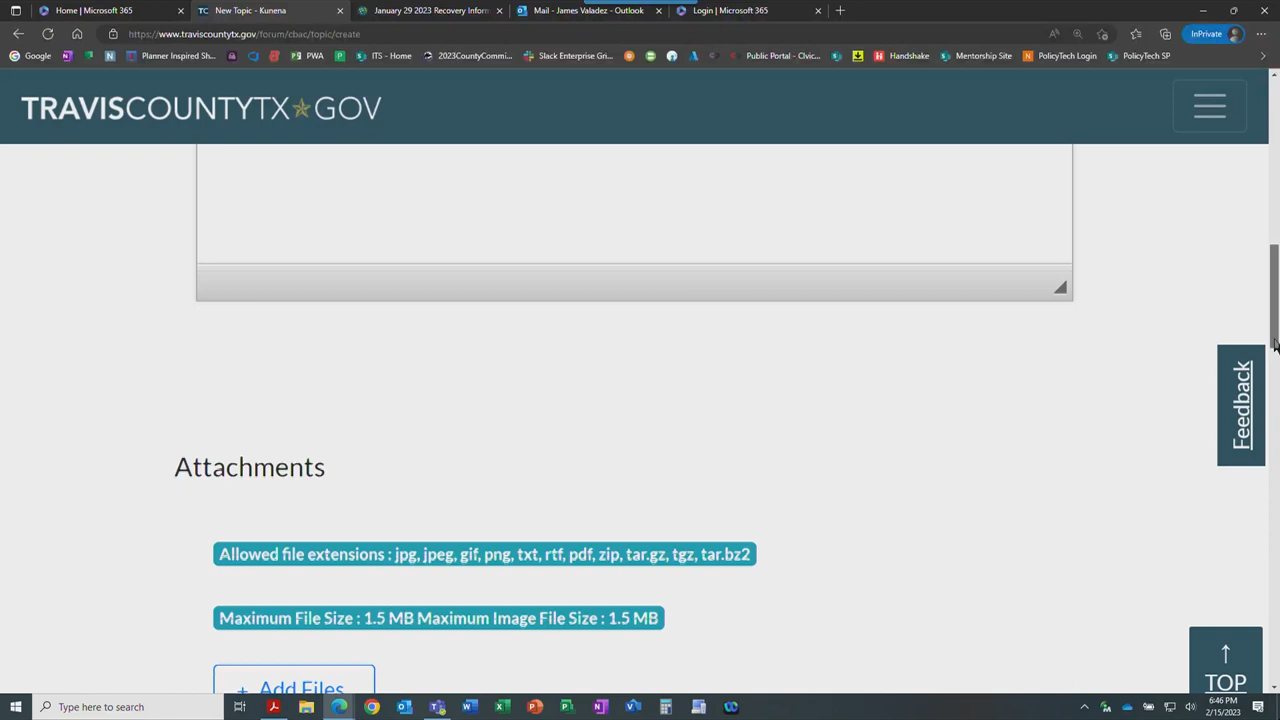 Home | Microsoft 365
New Topic - Kunena
January 29 2023 Recovery Inform
Mail - James Valadez - Outlook
Login | Microsoft 365
https://www.traviscountytx.gov/forum/cbac/topic/create
InPrivate
Google
Planner Inspired Sh...
PWA
ITS - Home
2023CountyCommi...
Slack Enterprise Gri...
Public Portal - Civic...
Handshake
Mentorship Site
PolicyTech Login
PolicyTech SP
TRAVISCOUNTYTX★GOV
Feedback
Attachments
Allowed file extensions : jpg, jpeg, gif, png, txt, rtf, pdf, zip, tar.gz, tgz, tar.bz2
Maximum File Size : 1.5 MB Maximum Image File Size : 1.5 MB
+ Add Files
↑
TOP
Type here to search
6:46 PM
2/15/2023